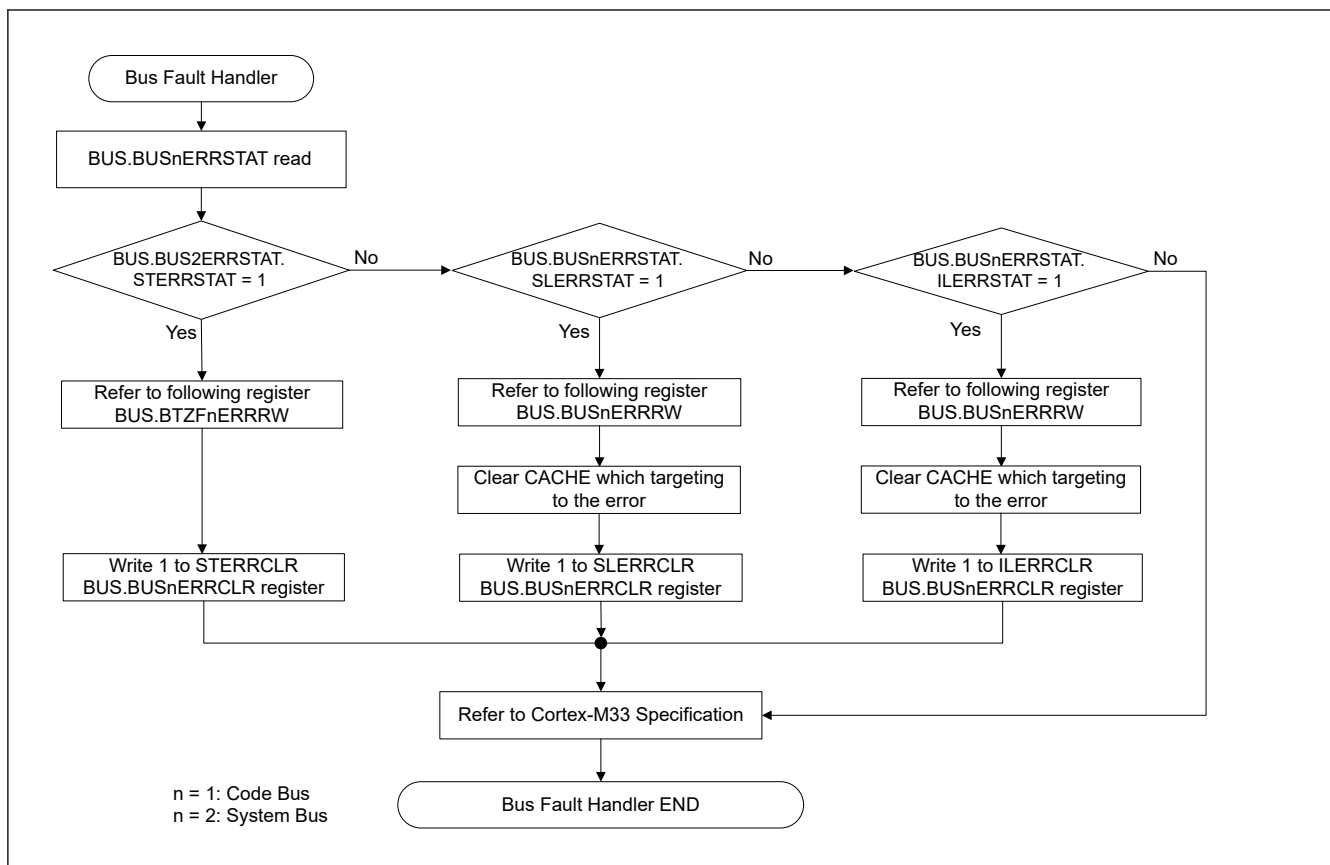 Bus Fault Handler
BUS.BUSnERRSTAT read
BUS.BUS2ERRSTAT.
STERRSTAT = 1
No
Yes
BUS.BUSnERRSTAT.
SLERRSTAT = 1
No
Yes
BUS.BUSnERRSTAT.
ILERRSTAT = 1
No
Yes
Refer to following register
BUS.BTZFnERRRW
Refer to following register
BUS.BUSnERRRW
Refer to following register
BUS.BUSnERRRW
Clear CACHE which targeting
to the error
Clear CACHE which targeting
to the error
Write 1 to STERRCLR
BUS.BUSnERRCLR register
Write 1 to SLERRCLR
BUS.BUSnERRCLR register
Write 1 to ILERRCLR
BUS.BUSnERRCLR register
Refer to Cortex-M33 Specification
Bus Fault Handler END
n = 1: Code Bus
n = 2: System Bus